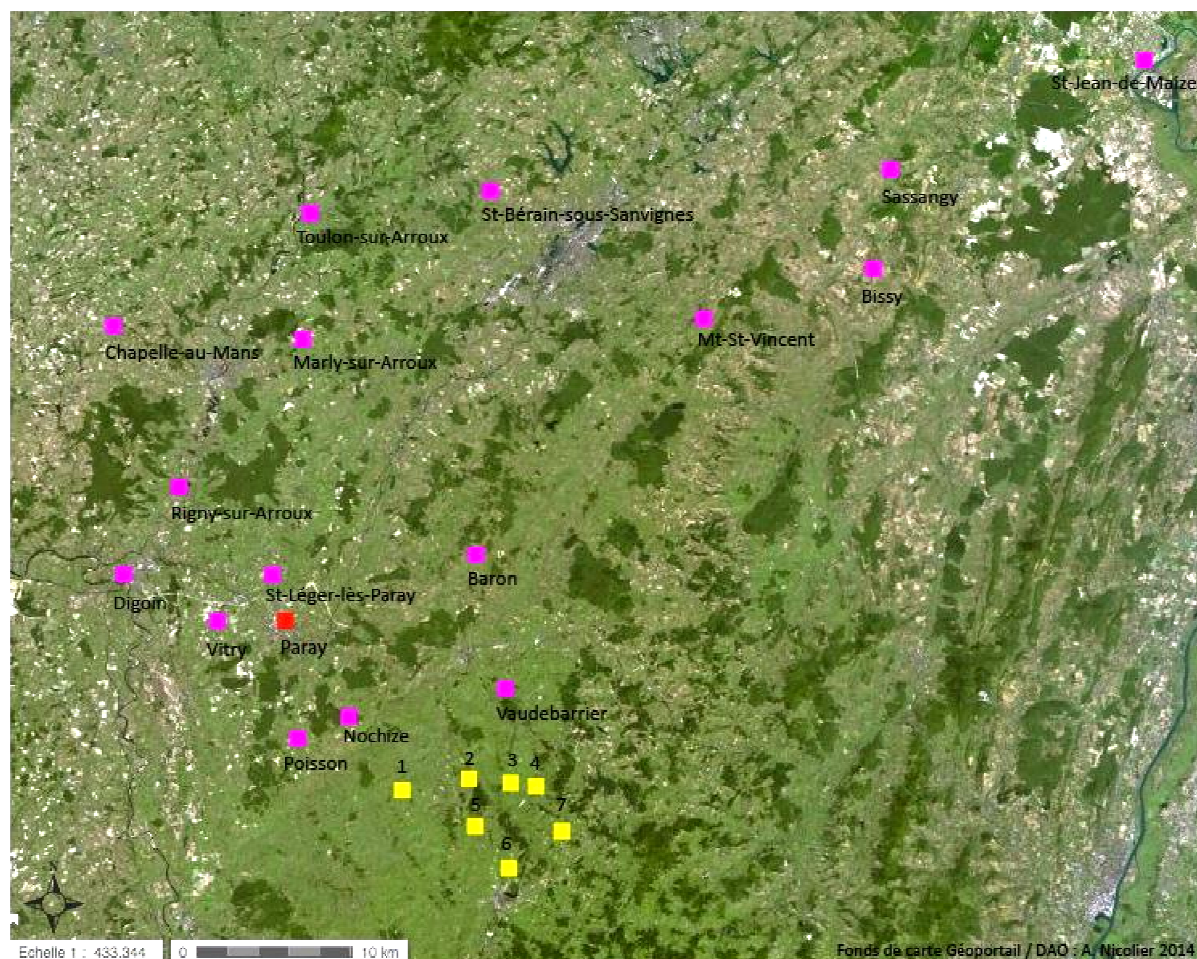 St-Jean-de-Maize
Sassangy
St-Bérain-sous-Sanvignes
Toulon-sur-Arroux
Bissy
Mt-St-Vincent
Chapelle-au-Mans
Marly-sur-Arroux
Rigny-sur-Arroux
Baron
St-Léger-lès-Paray
Digoin
Vitry
Paray
Vaudebarrier
Nochize
Poisson
1
2
3
4
5
7
6
N
Echelle 1 : 433.344
0 10 km
Fonds de carte Géoportail / DAO : A. Nicolier 2014